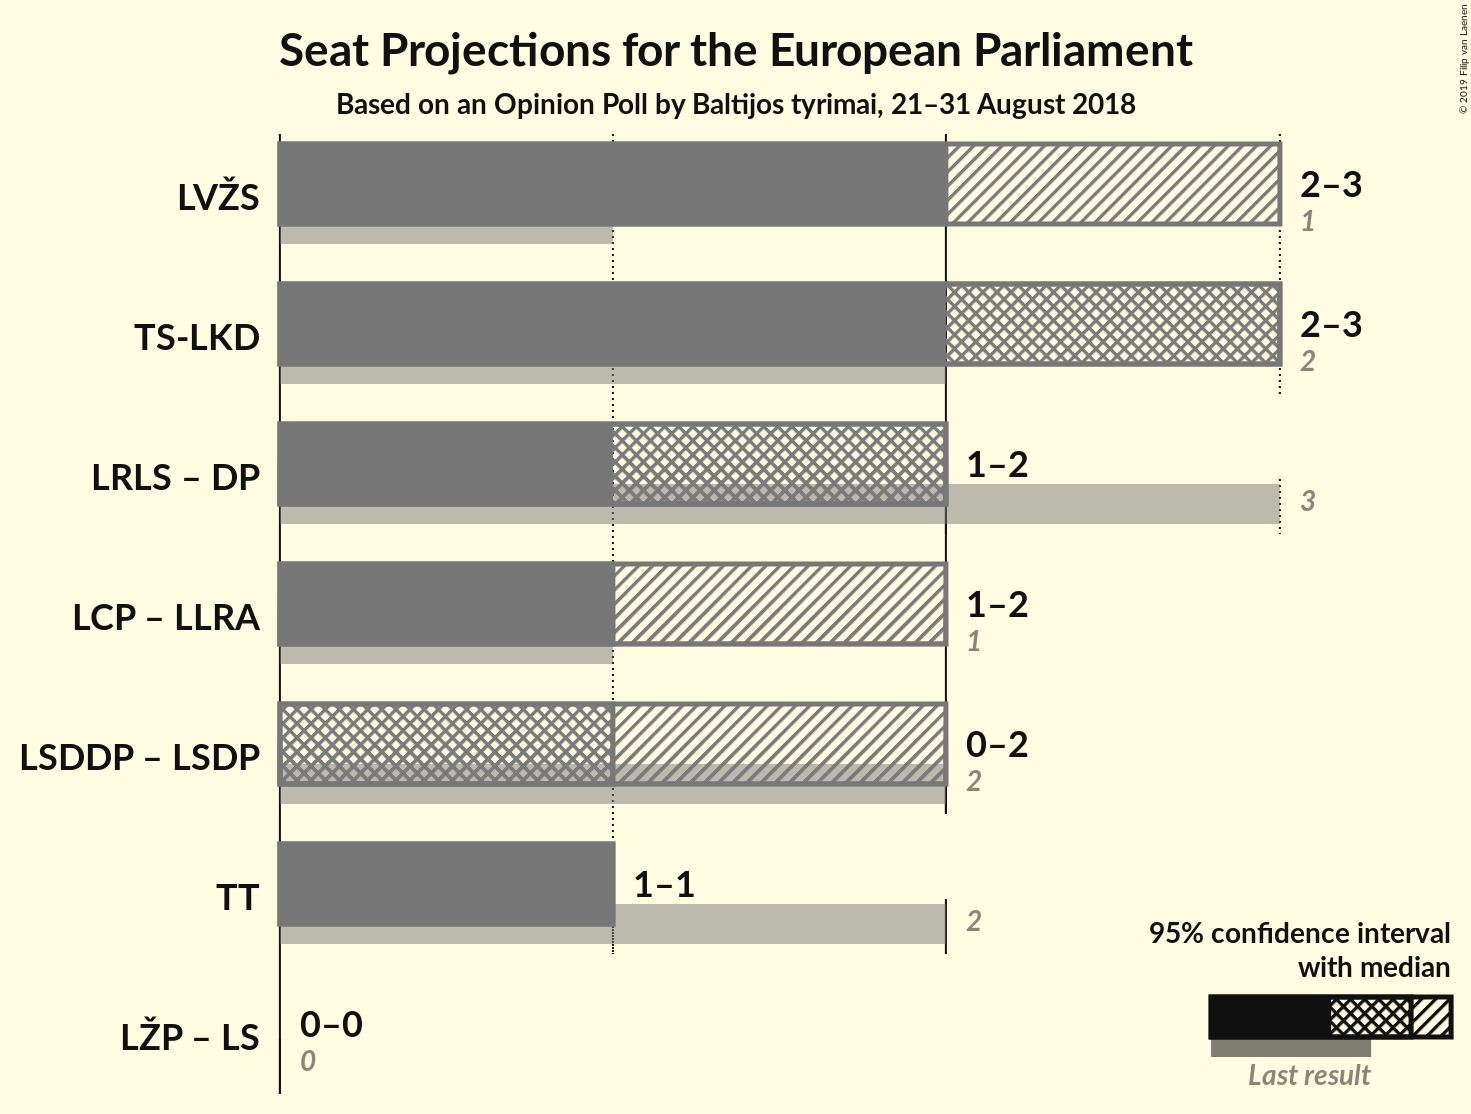 Seat Projections for the European Parliament
Based on an Opinion Poll by Baltijos tyrimai, 21–31 August 2018
© 2019 Filip van Laenen
LVŽS
2–3
1
TS-LKD
2–3
2
LRLS – DP
1–2
3
LCP – LLRA
1–2
1
LSDDP – LSDP
0–2
2
TT
1–1
2
LŽP – LS
0–0
0
95% confidence interval
with median
Last result